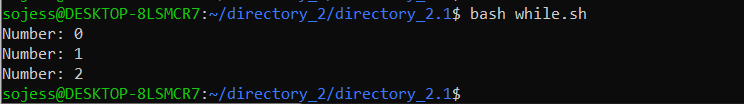 sojess@DESKTOP-8LSMCR7:~/directory_2/directory_2.1$ bash while.sh
Number: 0
Number: 1
Number: 2
sojess@DESKTOP-8LSMCR7:~/directory_2/directory_2.1$